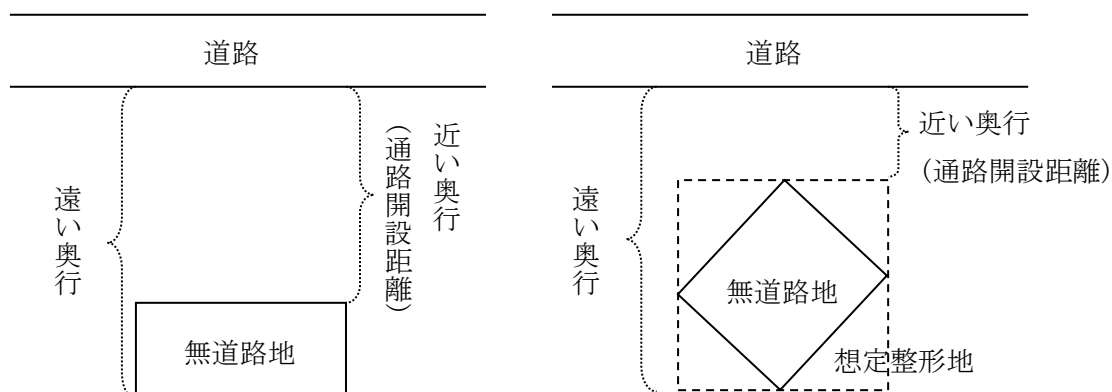 道路
遠い奥行
近い奥行
（通路開設距離）
無道路地
道路
近い奥行
（通路開設距離）
遠い奥行
無道路地
想定整形地